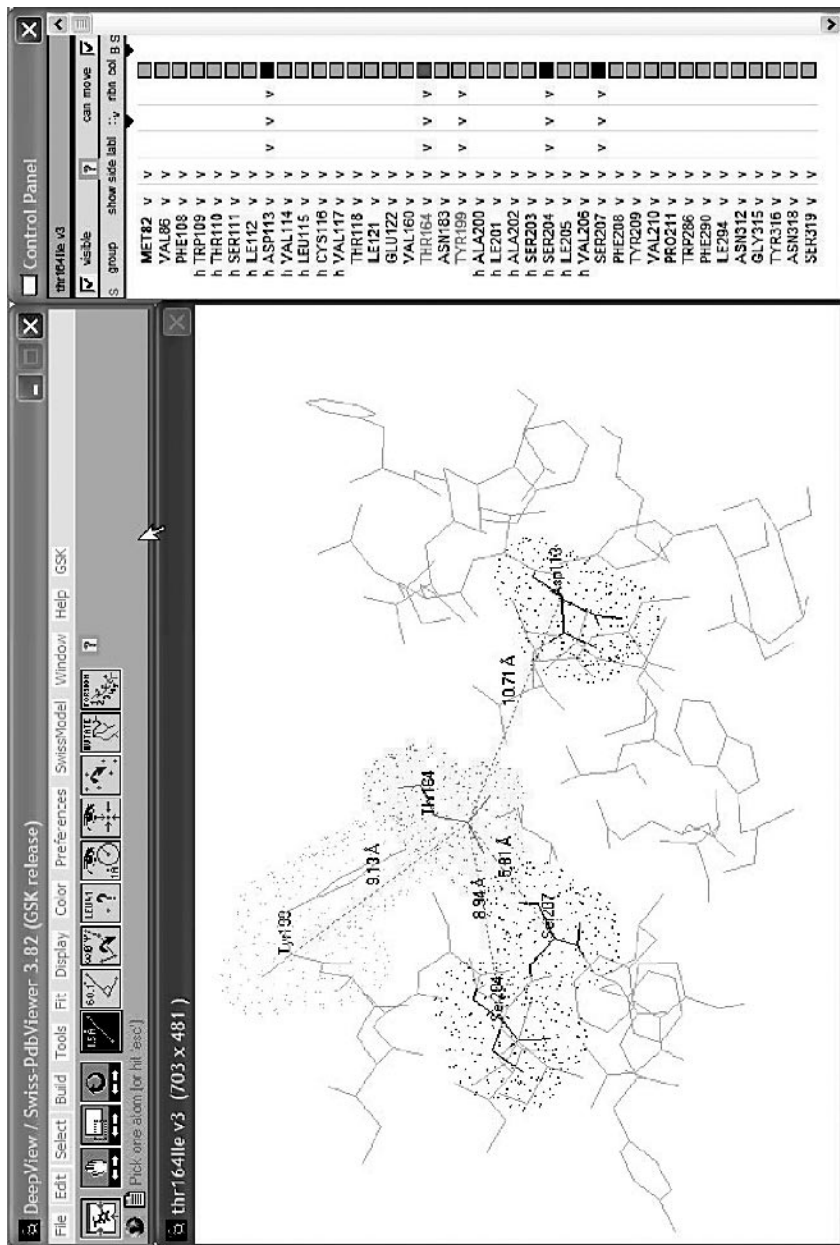 DeepView / Swiss-PdbViewer 3.82 (GSK release)
File Edit Select Build Tools Fit Display Color Preferences SwissModel Window Help GSK
1.5 Å
LEU41
?
MUTATE
?
Pick one atom (or hit 'esc')
thr164Ile v3 (703 x 481)
Tyr199
9.13 Å
Thr164
10.71 Å
Asp113
8.94 Å
5.81 Å
Ser204
Ser207
Control Panel
thr164Ile v3
visible ? can move
S group show side labl ::v ribn col B S
MET82 v v
VAL86 v v
PHE108 v v
h TRP109 v v
h THR110 v v
h SER111 v v
h ILE112 v v
h ASP113 v v v v v
h VAL114 v v
h LEU115 v v
h CYS116 v v
h VAL117 v v
THR118 v v
ILE121 v v
GLU122 v v
VAL160 v v
THR164 v v v v v
ASN183 v v
TYR199 v v v v v
h ALA200 v v
h ILE201 v v
h ALA202 v v
h SER203 v v
h SER204 v v v v v
h ILE205 v v
h VAL206 v v
SER207 v v v v v
PHE208 v v
TYR209 v v
VAL210 v v
PRO211 v v
TRP286 v v
PHE290 v v
ILE294 v v
ASN312 v v
GLY315 v v
TYR316 v v
ASN318 v v
SER319 v v